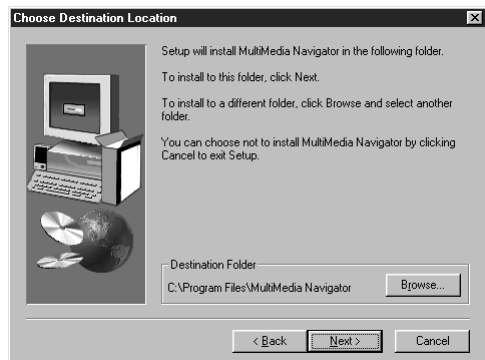 Choose Destination Location
Setup will install MultiMedia Navigator in the following folder.
To install to this folder, click Next.
To install to a different folder, click Browse and select another
folder.
You can choose not to install MultiMedia Navigator by clicking
Cancel to exit Setup.
Destination Folder
C:\Program Files\MultiMedia Navigator
Browse...
< Back
Next >
Cancel